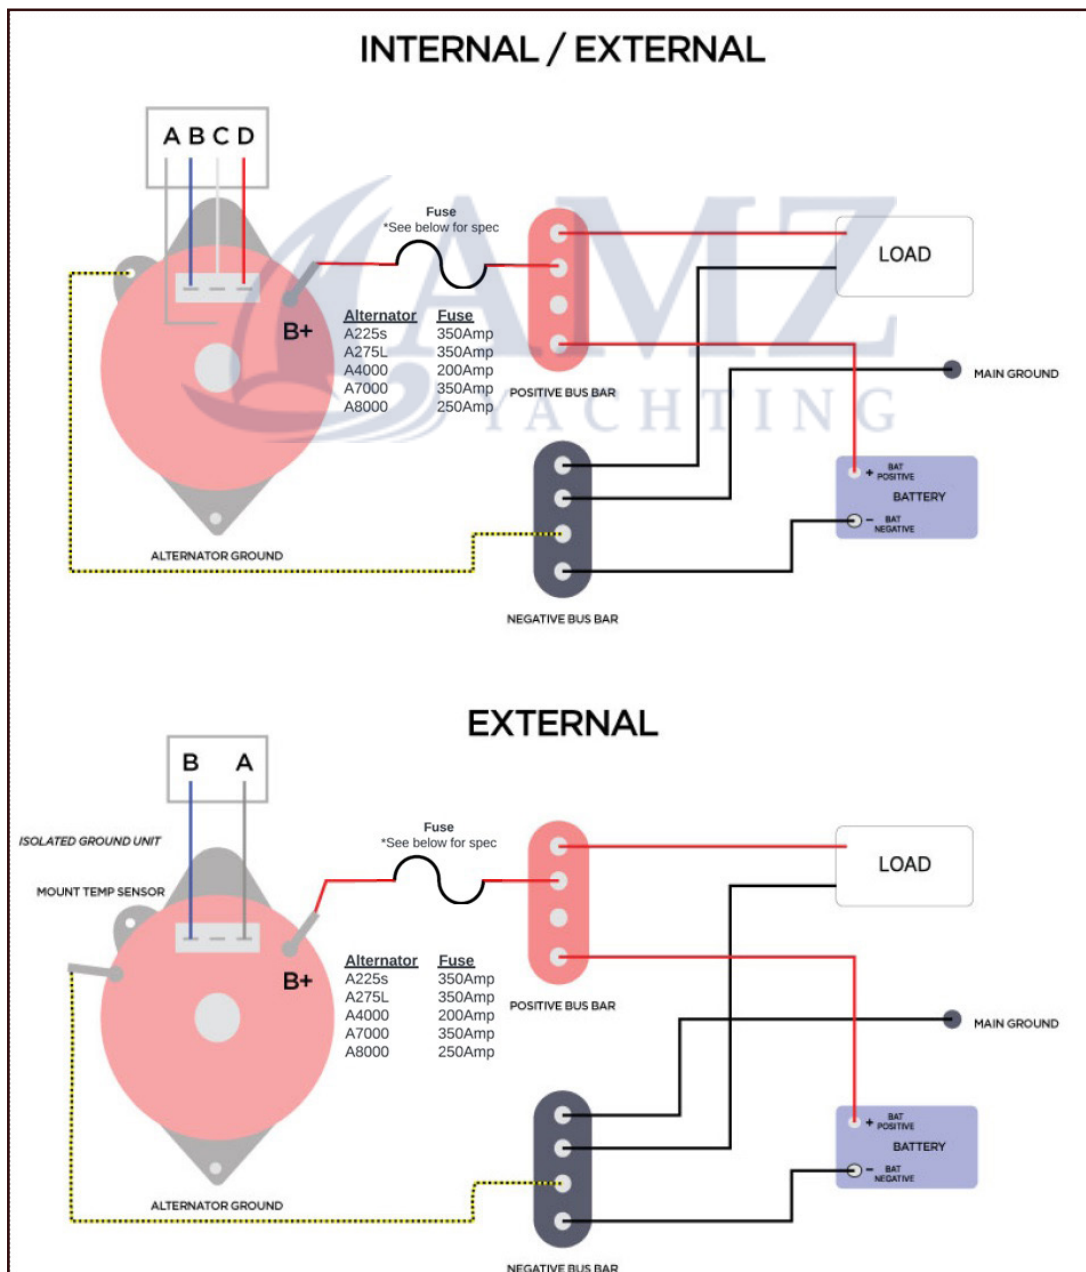 INTERNAL / EXTERNAL
A B C D
Fuse
*See below for spec
LOAD
B+
Alternator Fuse
A225s 350Amp
A275L 350Amp
A4000 200Amp
A7000 350Amp
A8000 250Amp
POSITIVE BUS BAR
MAIN GROUND
AMZ
YACHTING
+ BAT
POSITIVE
BATTERY
- BAT
NEGATIVE
ALTERNATOR GROUND
NEGATIVE BUS BAR
EXTERNAL
B A
ISOLATED GROUND UNIT
MOUNT TEMP SENSOR
Fuse
*See below for spec
LOAD
B+
Alternator Fuse
A225s 350Amp
A275L 350Amp
A4000 200Amp
A7000 350Amp
A8000 250Amp
POSITIVE BUS BAR
MAIN GROUND
+ BAT
POSITIVE
BATTERY
- BAT
NEGATIVE
ALTERNATOR GROUND
NEGATIVE BUS BAR